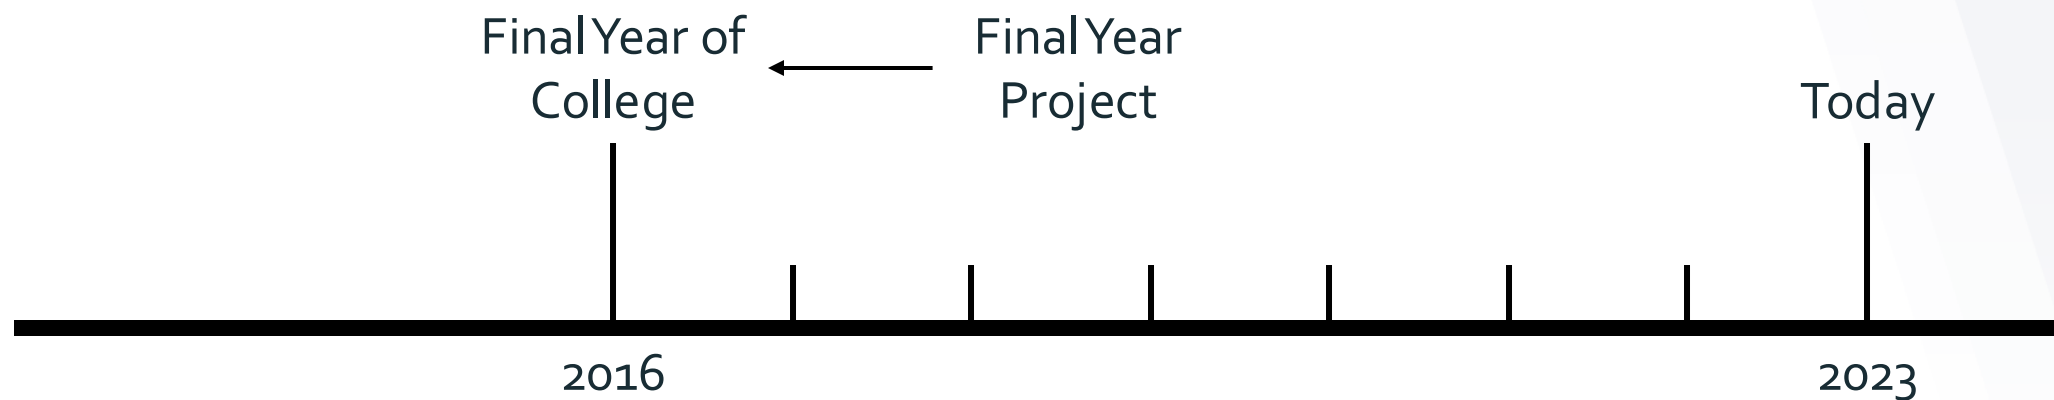 Final Year of
College
Final Year
Project
Today
2016
2023